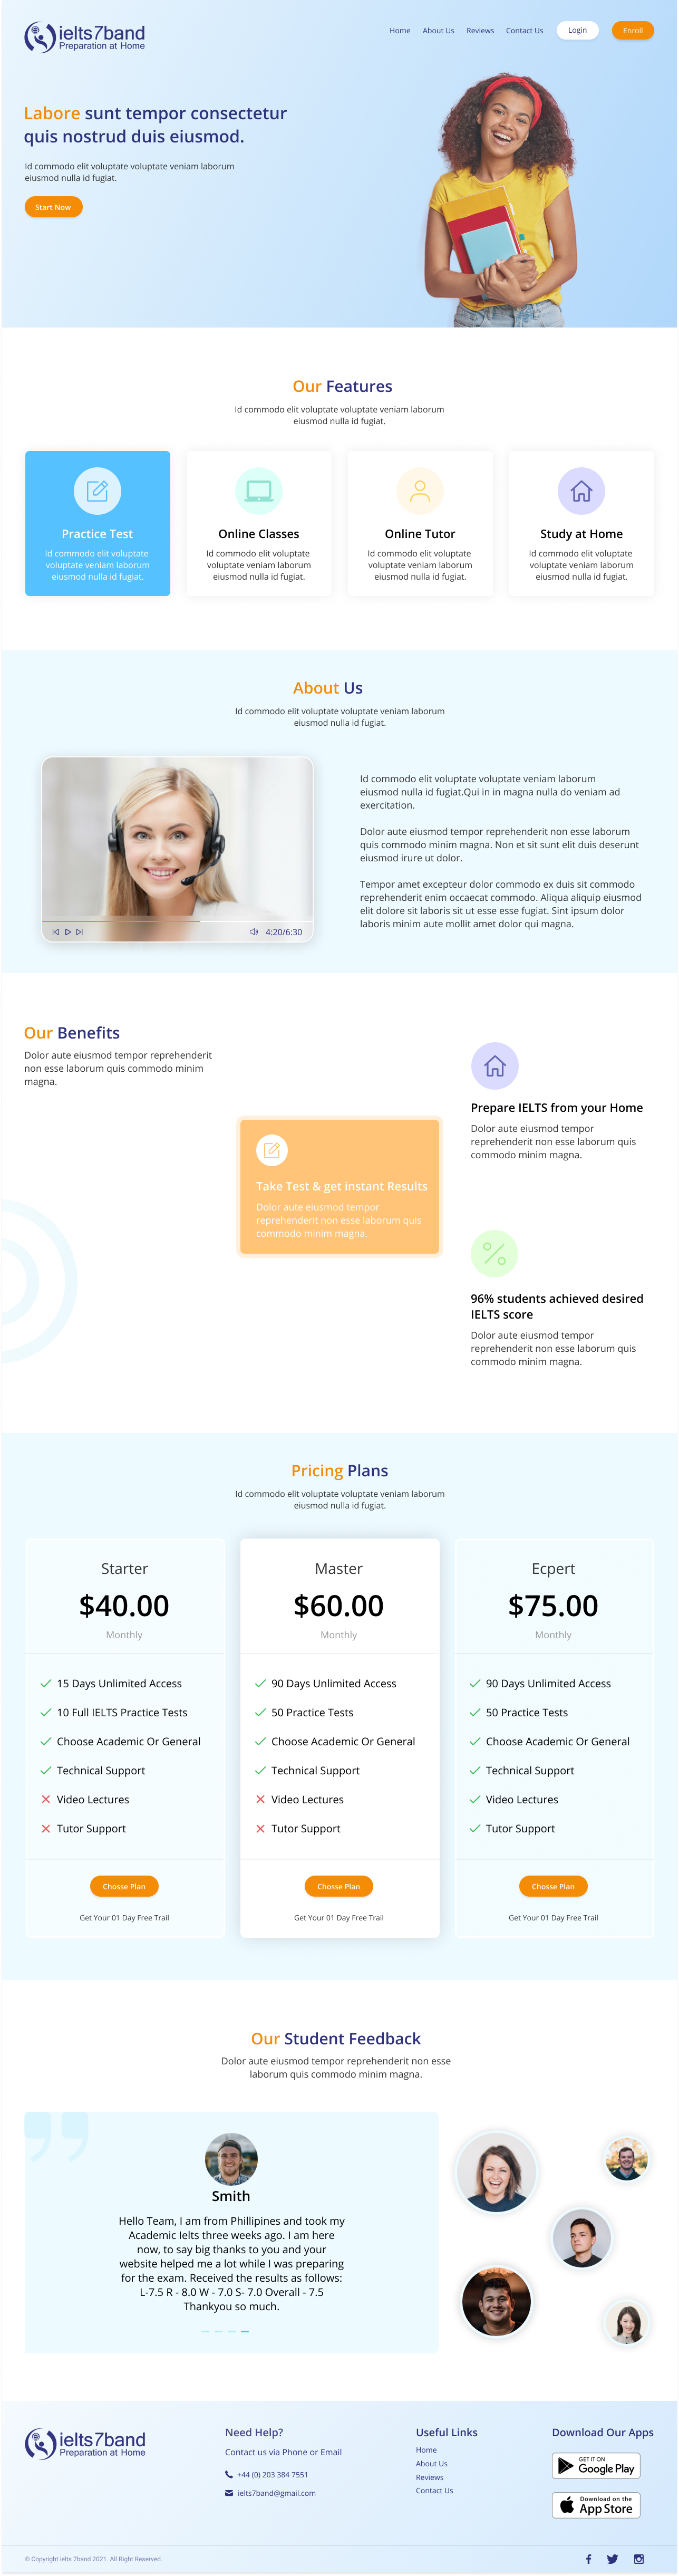 ielts7band
Preparation at Home
Home
About Us
Reviews
Contact Us
Login
Enroll
Labore sunt tempor consectetur
quis nostrud duis eiusmod.
Id commodo elit voluptate voluptate veniam laborum
eiusmod nulla id fugiat.
Start Now
Our Features
Id commodo elit voluptate voluptate veniam laborum
eiusmod nulla id fugiat.
Practice Test
Id commodo elit voluptate
voluptate veniam laborum
eiusmod nulla id fugiat.
Online Classes
Id commodo elit voluptate
voluptate veniam laborum
eiusmod nulla id fugiat.
Online Tutor
Id commodo elit voluptate
voluptate veniam laborum
eiusmod nulla id fugiat.
Study at Home
Id commodo elit voluptate
voluptate veniam laborum
eiusmod nulla id fugiat.
About Us
Id commodo elit voluptate voluptate veniam laborum
eiusmod nulla id fugiat.
4:20/6:30
Id commodo elit voluptate voluptate veniam laborum
eiusmod nulla id fugiat.Qui in in magna nulla do veniam ad
exercitation.
Dolor aute eiusmod tempor reprehenderit non esse laborum
quis commodo minim magna. Non et sit sunt elit duis deserunt
eiusmod irure ut dolor.
Tempor amet excepteur dolor commodo ex duis sit commodo
reprehenderit enim occaecat commodo. Aliqua aliquip eiusmod
elit dolore sit laboris sit ut esse esse fugiat. Sint ipsum dolor
laboris minim aute mollit amet dolor qui magna.
Our Benefits
Dolor aute eiusmod tempor reprehenderit
non esse laborum quis commodo minim
magna.
Take Test & get instant Results
Dolor aute eiusmod tempor
reprehenderit non esse laborum quis
commodo minim magna.
Prepare IELTS from your Home
Dolor aute eiusmod tempor
reprehenderit non esse laborum quis
commodo minim magna.
96% students achieved desired
IELTS score
Dolor aute eiusmod tempor
reprehenderit non esse laborum quis
commodo minim magna.
Pricing Plans
Id commodo elit voluptate voluptate veniam laborum
eiusmod nulla id fugiat.
Starter
$40.00
Monthly
15 Days Unlimited Access
10 Full IELTS Practice Tests
Choose Academic Or General
Technical Support
Video Lectures
Tutor Support
Chosse Plan
Get Your 01 Day Free Trail
Master
$60.00
Monthly
90 Days Unlimited Access
50 Practice Tests
Choose Academic Or General
Technical Support
Video Lectures
Tutor Support
Chosse Plan
Get Your 01 Day Free Trail
Ecpert
$75.00
Monthly
90 Days Unlimited Access
50 Practice Tests
Choose Academic Or General
Technical Support
Video Lectures
Tutor Support
Chosse Plan
Get Your 01 Day Free Trail
Our Student Feedback
Dolor aute eiusmod tempor reprehenderit non esse
laborum quis commodo minim magna.
Smith
Hello Team, I am from Phillipines and took my
Academic Ielts three weeks ago. I am here
now, to say big thanks to you and your
website helped me a lot while I was preparing
for the exam. Received the results as follows:
L-7.5 R - 8.0 W - 7.0 S- 7.0 Overall - 7.5
Thankyou so much.
ielts7band
Preparation at Home
Need Help?
Contact us via Phone or Email
+44 (0) 203 384 7551
ielts7band@gmail.com
Useful Links
Home
About Us
Reviews
Contact Us
Download Our Apps
GET IT ON
Google Play
Download on the
App Store
© Copyright ielts 7band 2021. All Right Reserved.